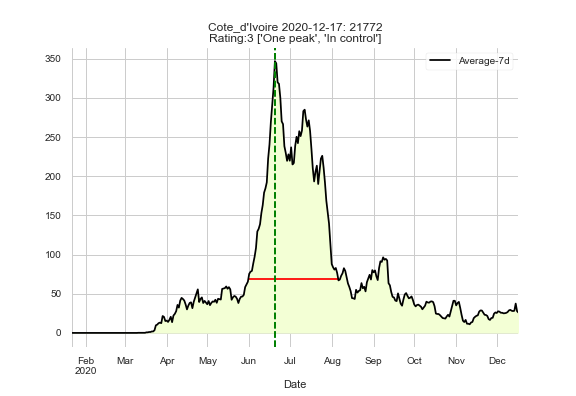 Cote_d'Ivoire 2020-12-17: 21772
Rating:3 ['One peak', 'In control']
Average-7d
350
300
250
200
150
100
50
0
Feb Mar Apr May Jun Jul Aug Sep Oct Nov Dec
2020
Date